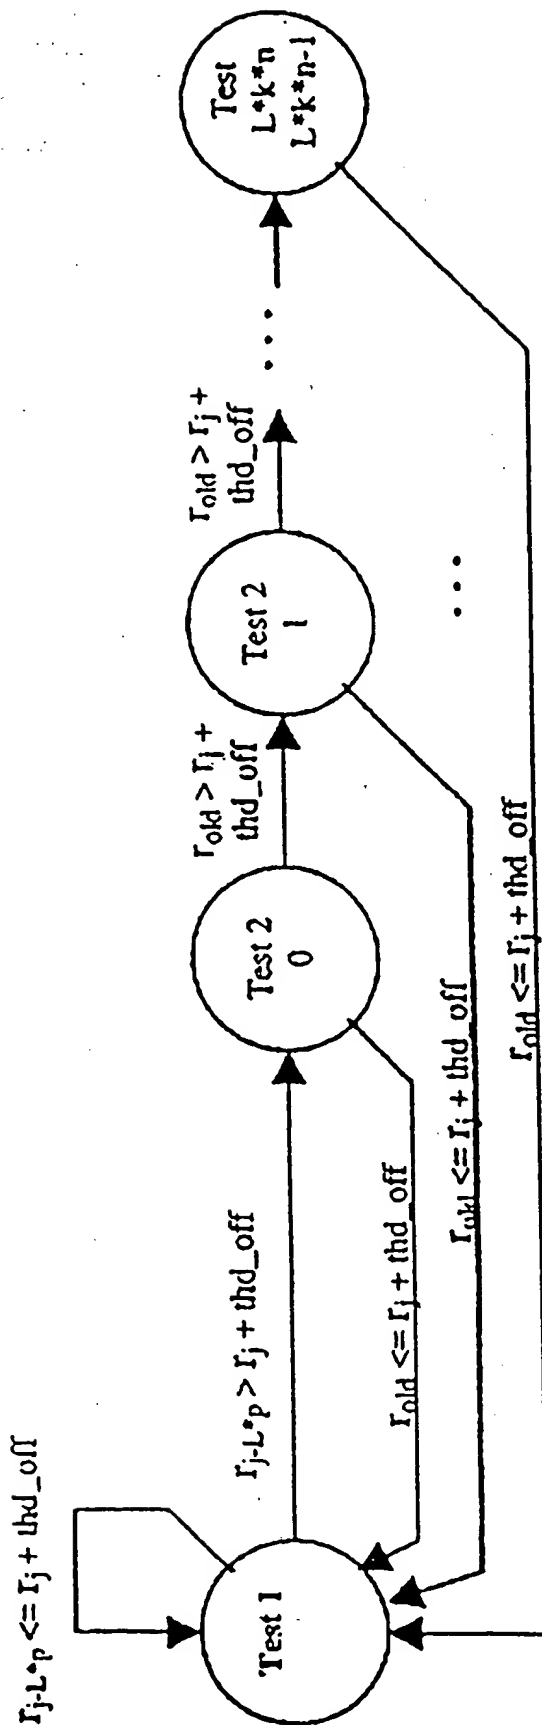 r_{j-L*p} <= r_j + thd_off
Test 1
r_{j-L*p} > r_j + thd_off
Test 2
0
r_old > r_j +
thd_off
Test 2
1
r_old > r_j +
thd_off
...
Test
L*k*n
L*k*n-1
r_old <= r_j + thd_off
r_old <= r_j + thd_off
...
r_old <= r_j + thd_off